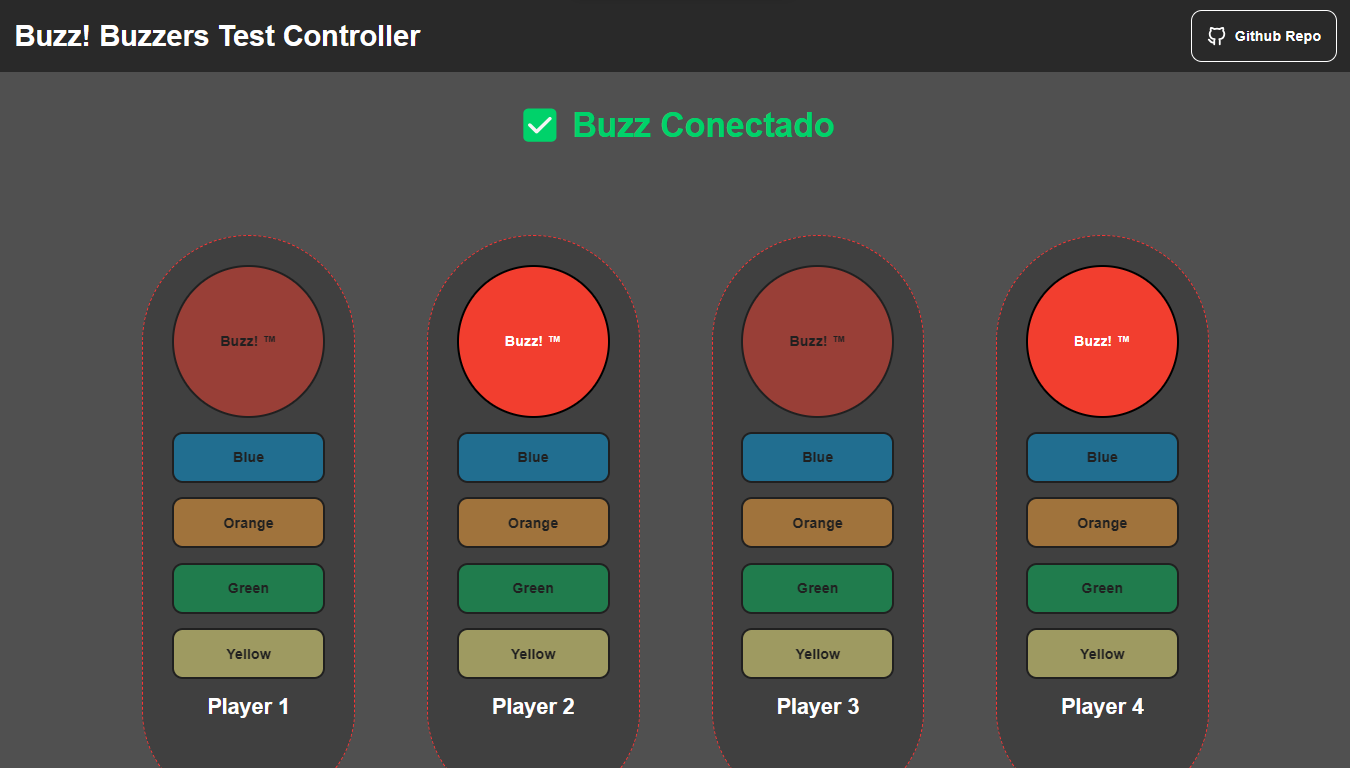 Buzz! Buzzers Test Controller
Github Repo
Buzz Conectado
Buzz! ™
Blue
Orange
Green
Yellow
Player 1
Buzz! ™
Blue
Orange
Green
Yellow
Player 2
Buzz! ™
Blue
Orange
Green
Yellow
Player 3
Buzz! ™
Blue
Orange
Green
Yellow
Player 4